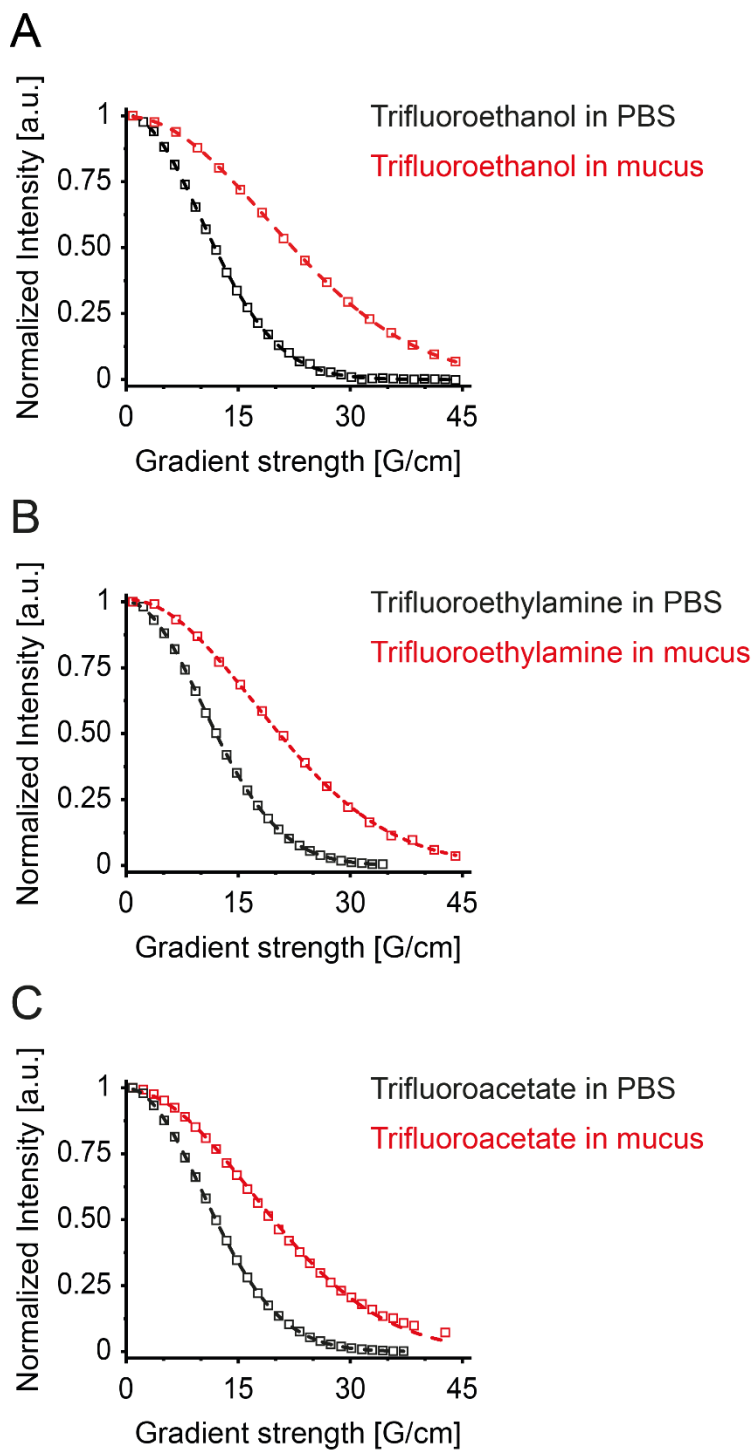 A
Normalized Intensity [a.u.]
1
0.75
0.50
0.25
0
0 15 30 45
Gradient strength [G/cm]
Trifluoroethanol in PBS
Trifluoroethanol in mucus
B
Normalized Intensity [a.u.]
1
0.75
0.50
0.25
0
0 15 30 45
Gradient strength [G/cm]
Trifluoroethylamine in PBS
Trifluoroethylamine in mucus
C
Normalized Intensity [a.u.]
1
0.75
0.50
0.25
0
0 15 30 45
Gradient strength [G/cm]
Trifluoroacetate in PBS
Trifluoroacetate in mucus